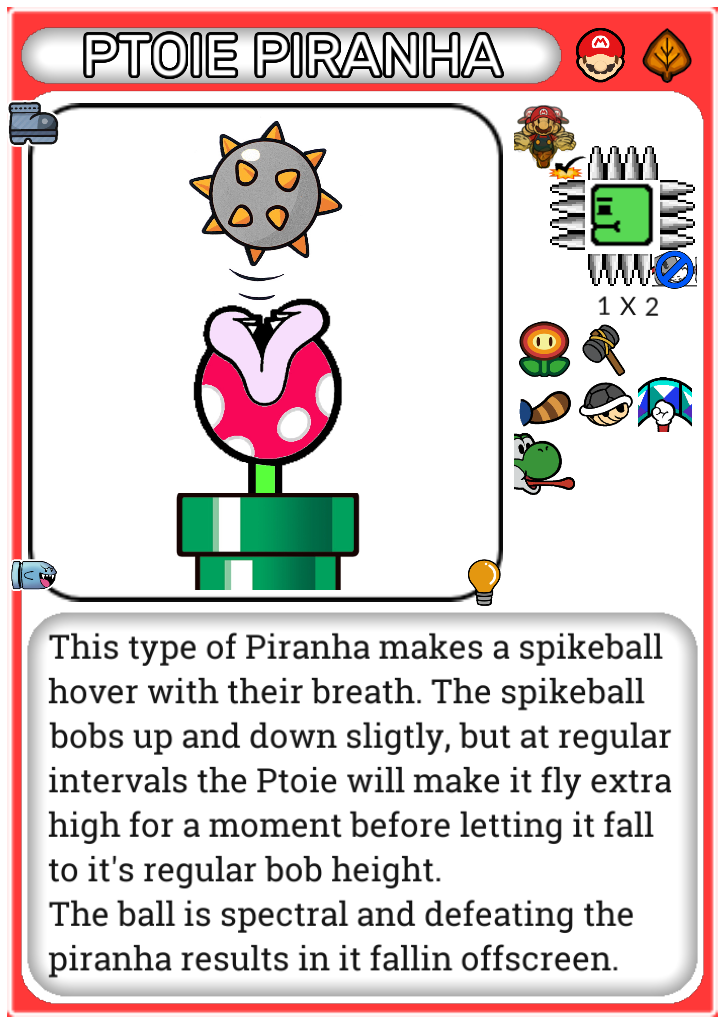 PTOIE PIRANHA
1 X 2
This type of Piranha makes a spikeball
hover with their breath. The spikeball
bobs up and down sligtly, but at regular
intervals the Ptoie will make it fly extra
high for a moment before letting it fall
to it's regular bob height.
The ball is spectral and defeating the
piranha results in it fallin offscreen.